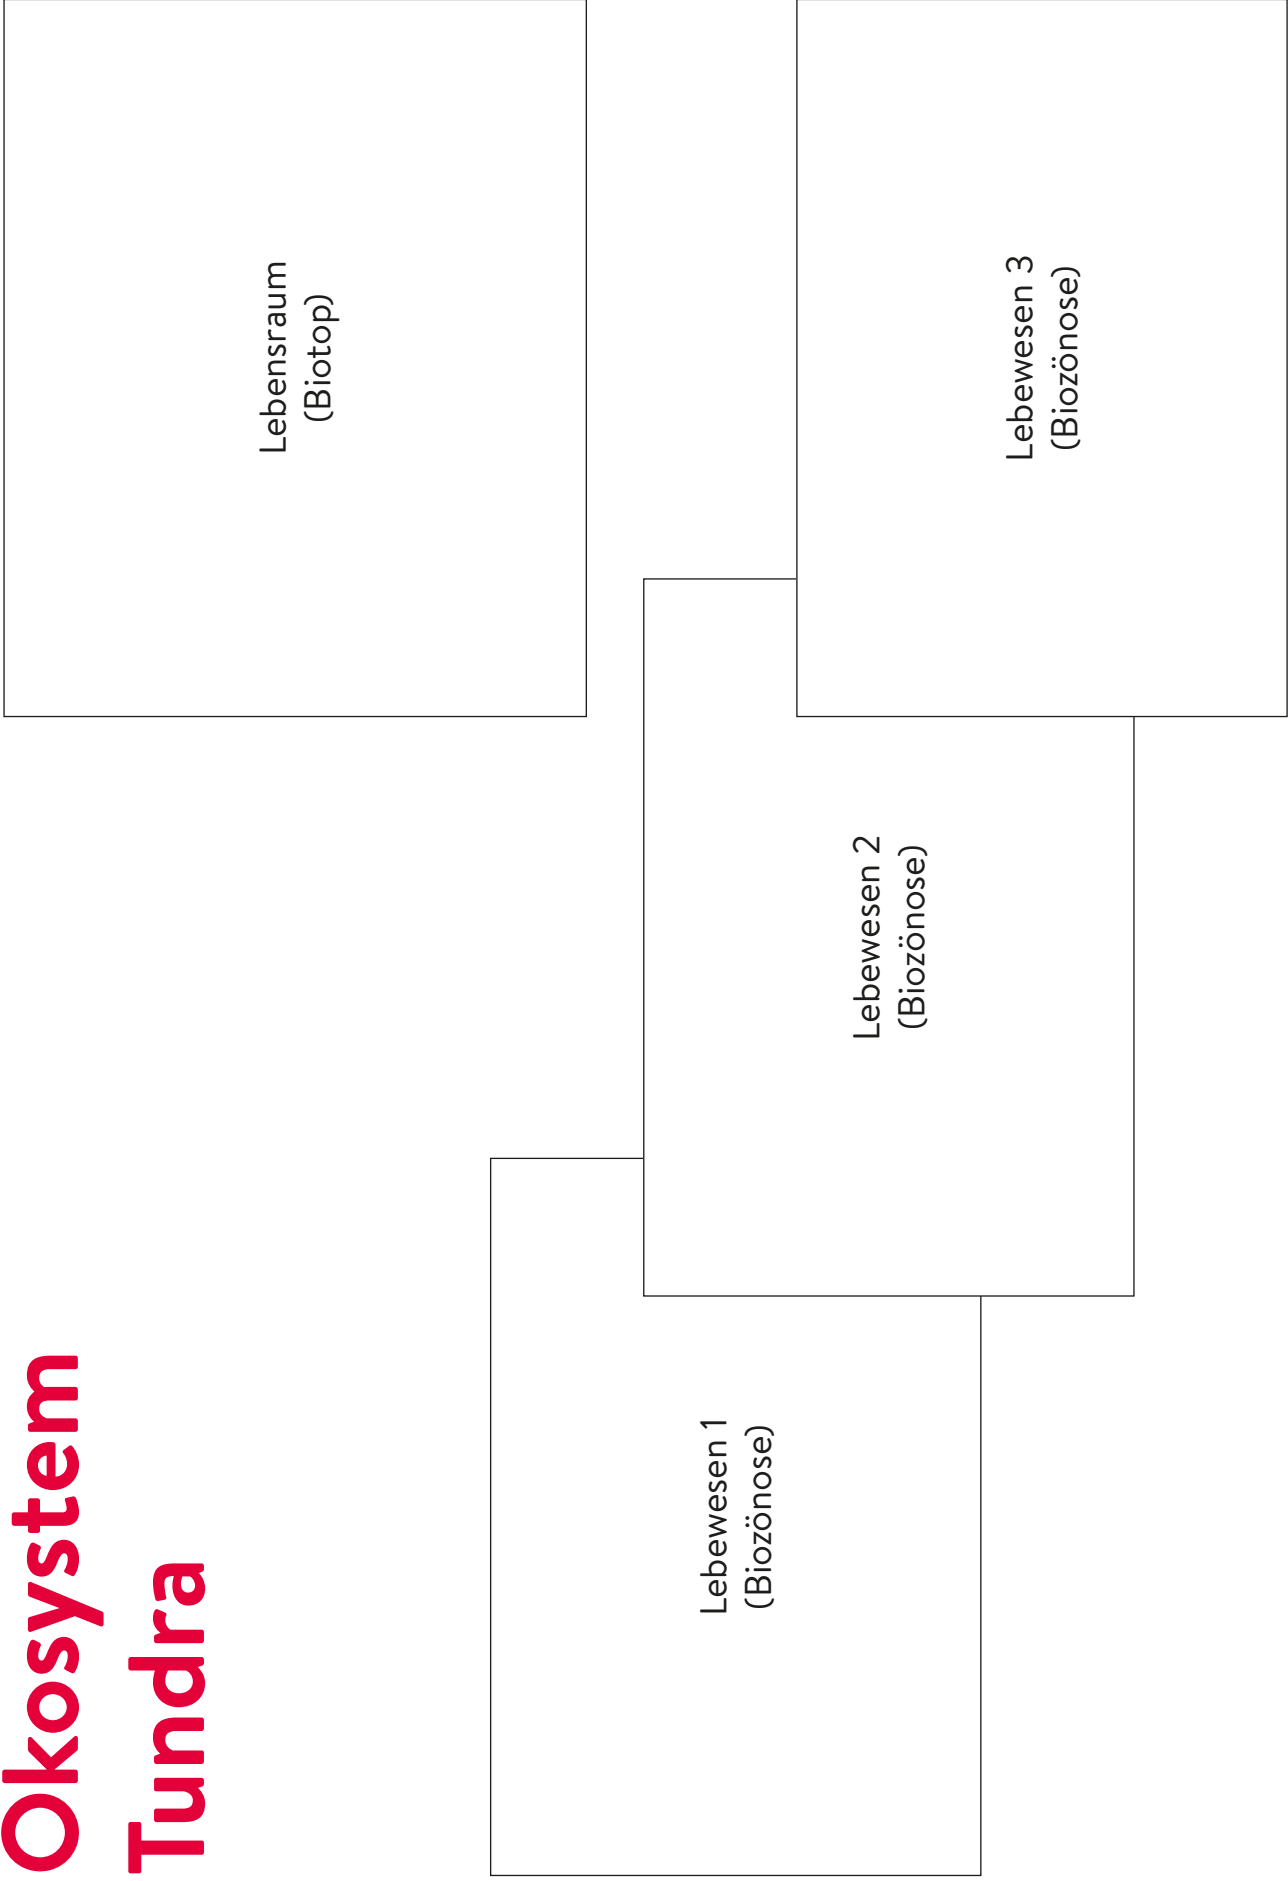 Ökosystem
Tundra
Lebensraum
(Biotop)
Lebewesen 1
(Biozönose)
Lebewesen 2
(Biozönose)
Lebewesen 3
(Biozönose)